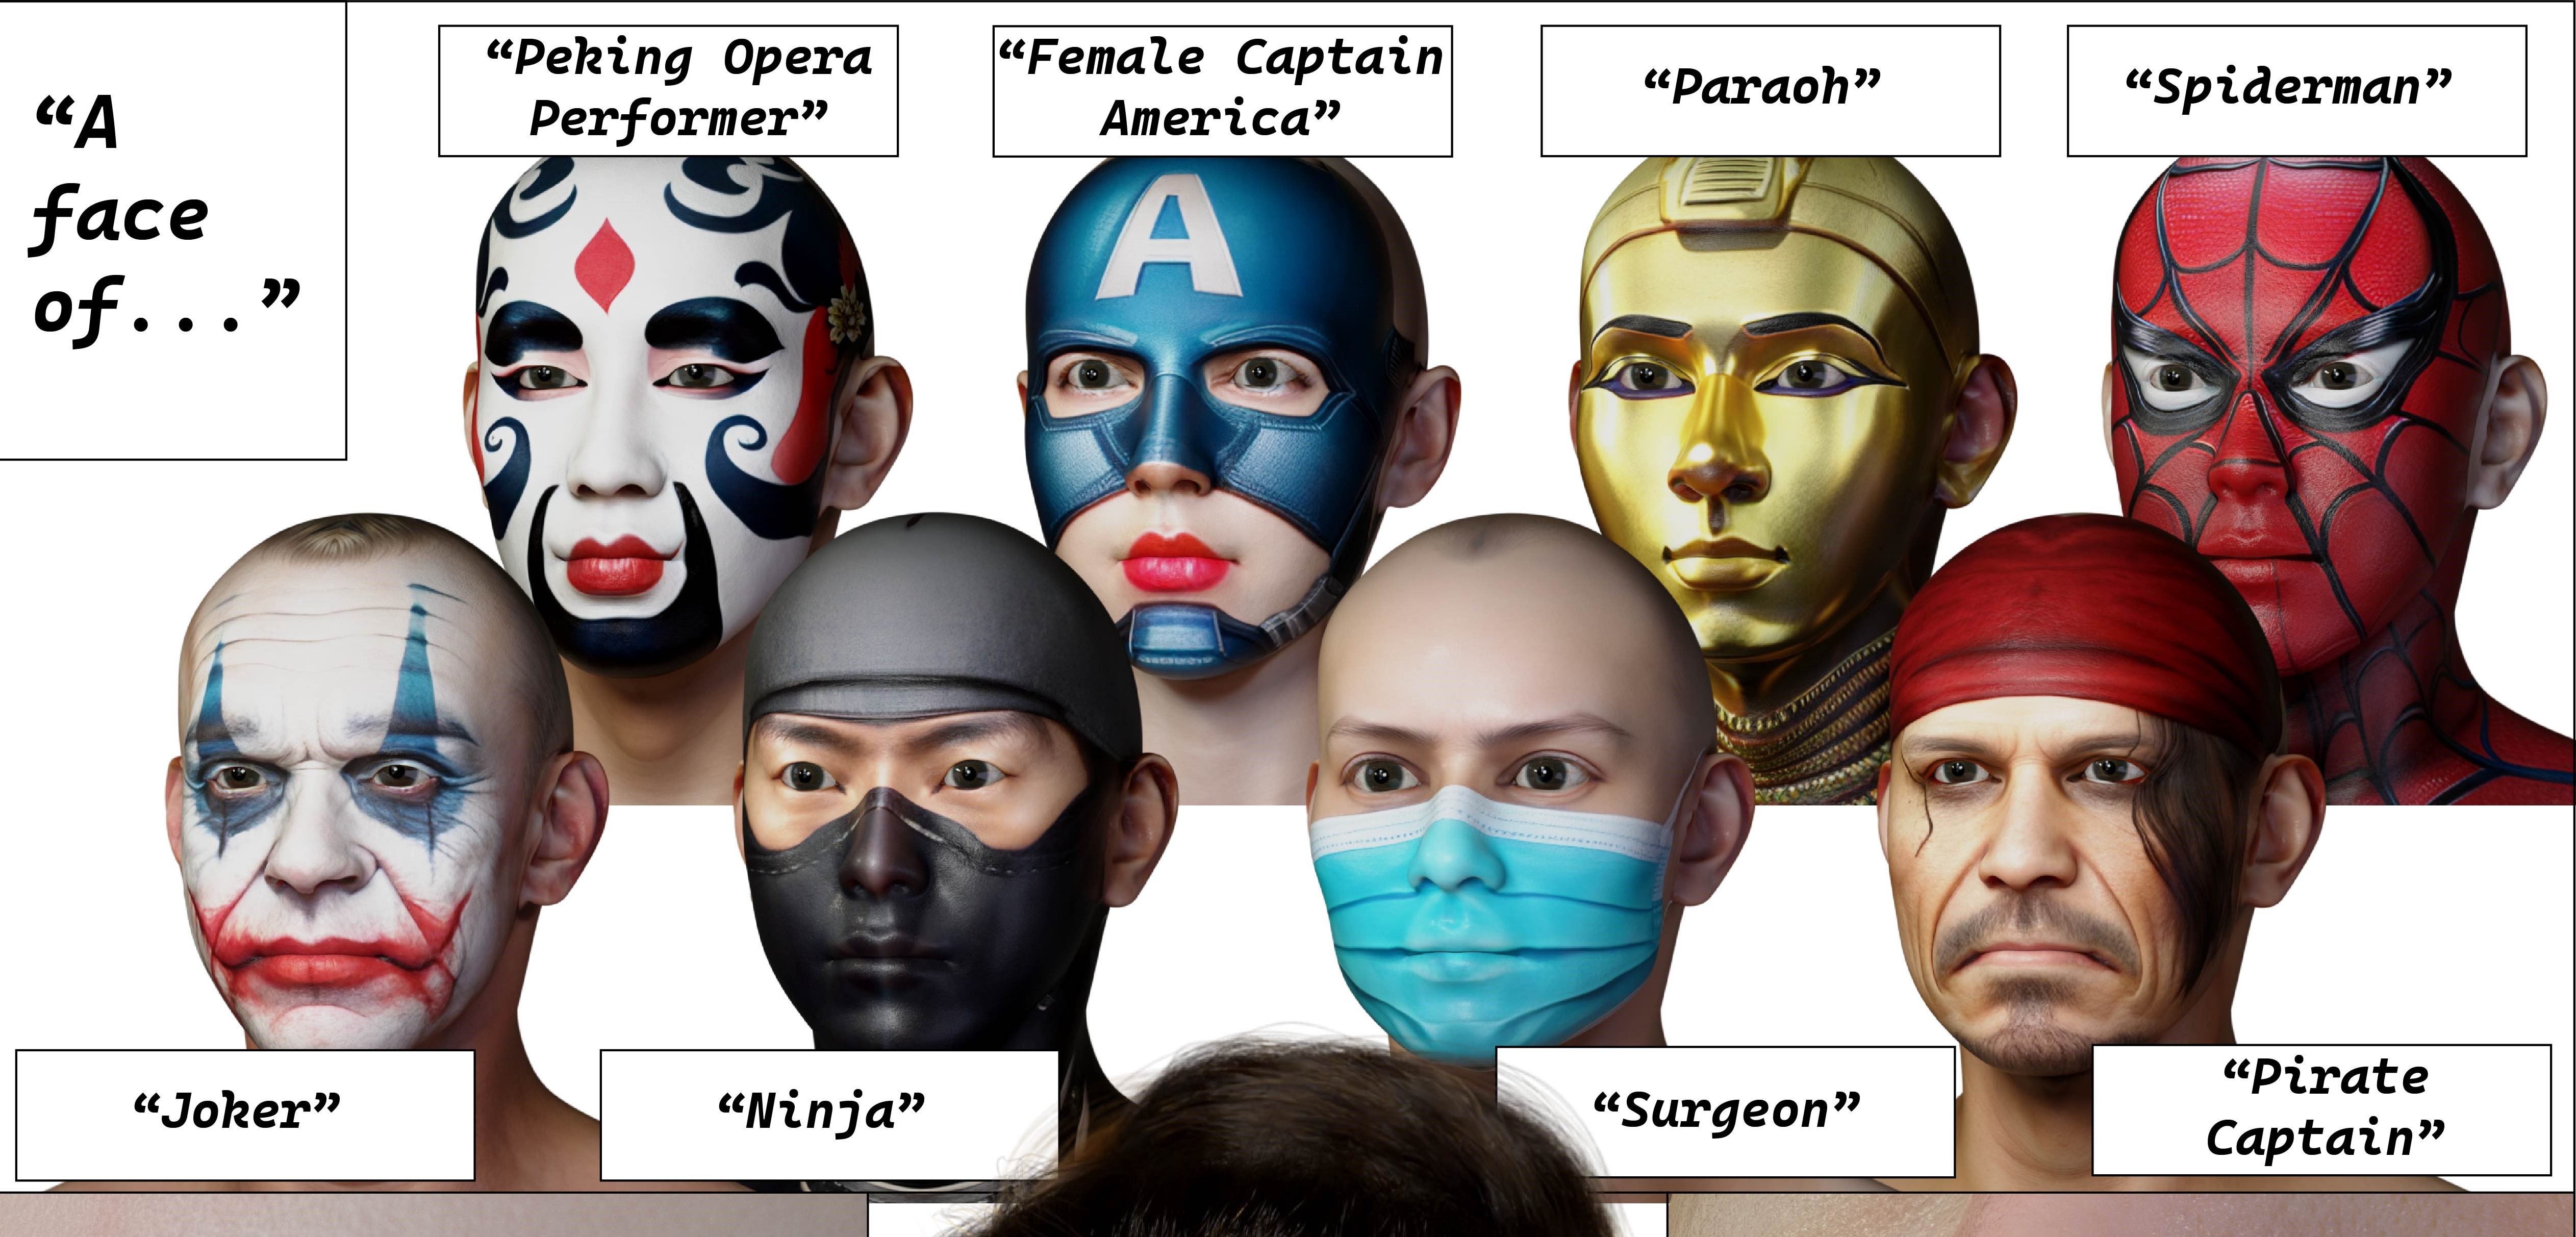 “A
face
of...”
“Peking Opera
Performer”
“Female Captain
America”
“Paraoh”
“Spiderman”
A
“Joker”
“Ninja”
“Surgeon”
“Pirate
Captain”